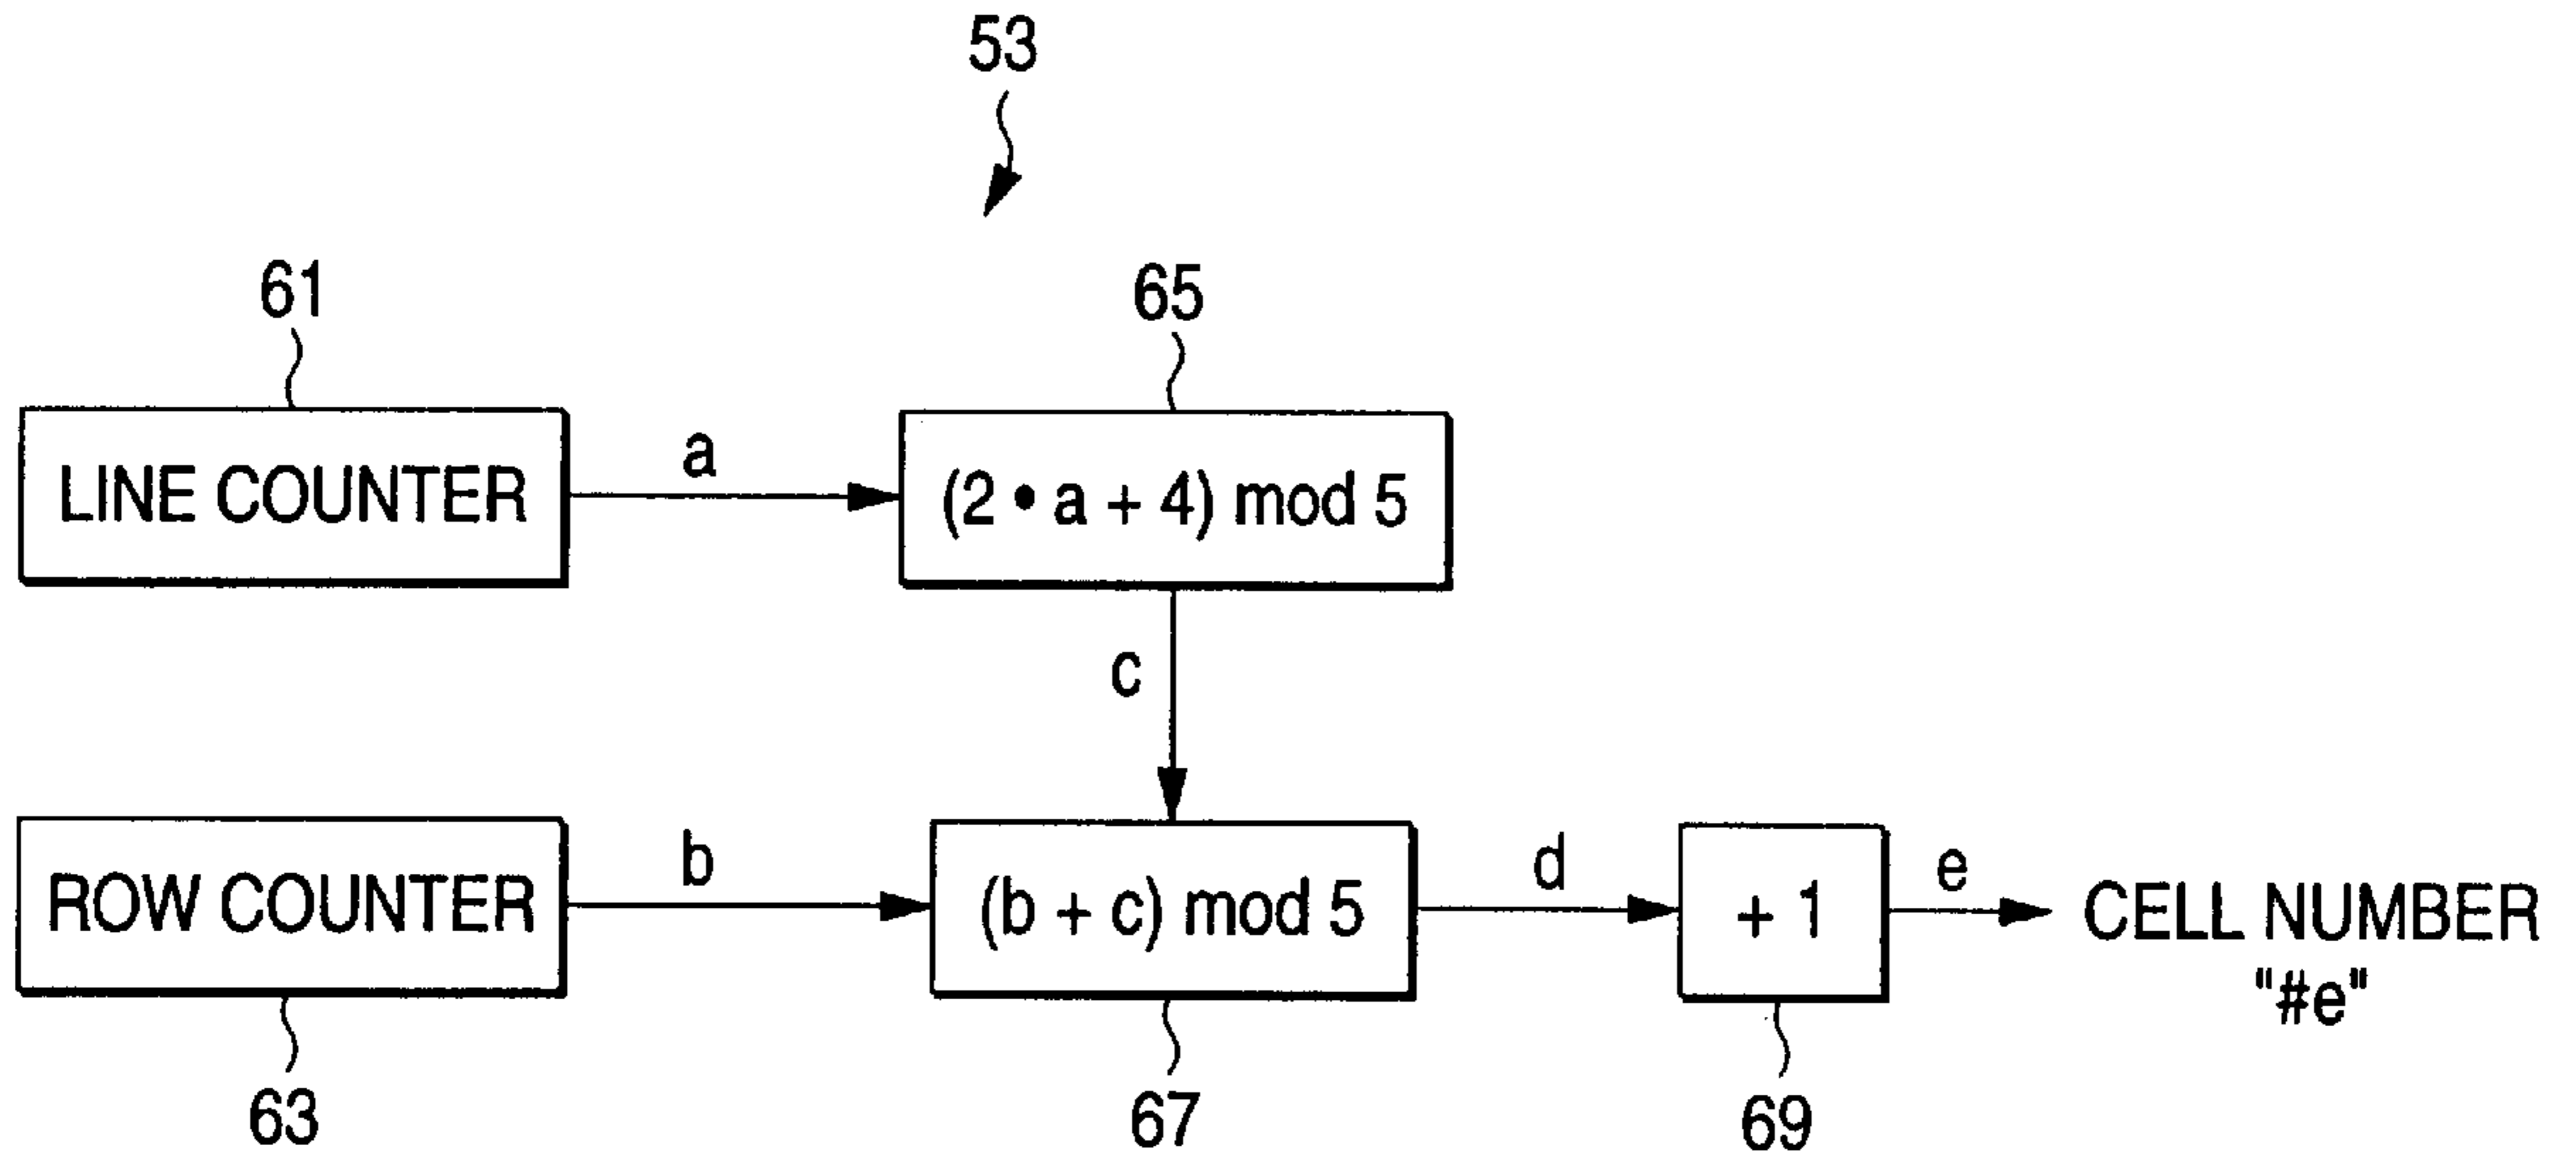 53
61
65
LINE COUNTER
a
(2 • a + 4) mod 5
c
ROW COUNTER
b
(b + c) mod 5
d
+ 1
e
CELL NUMBER
"#e"
63
67
69